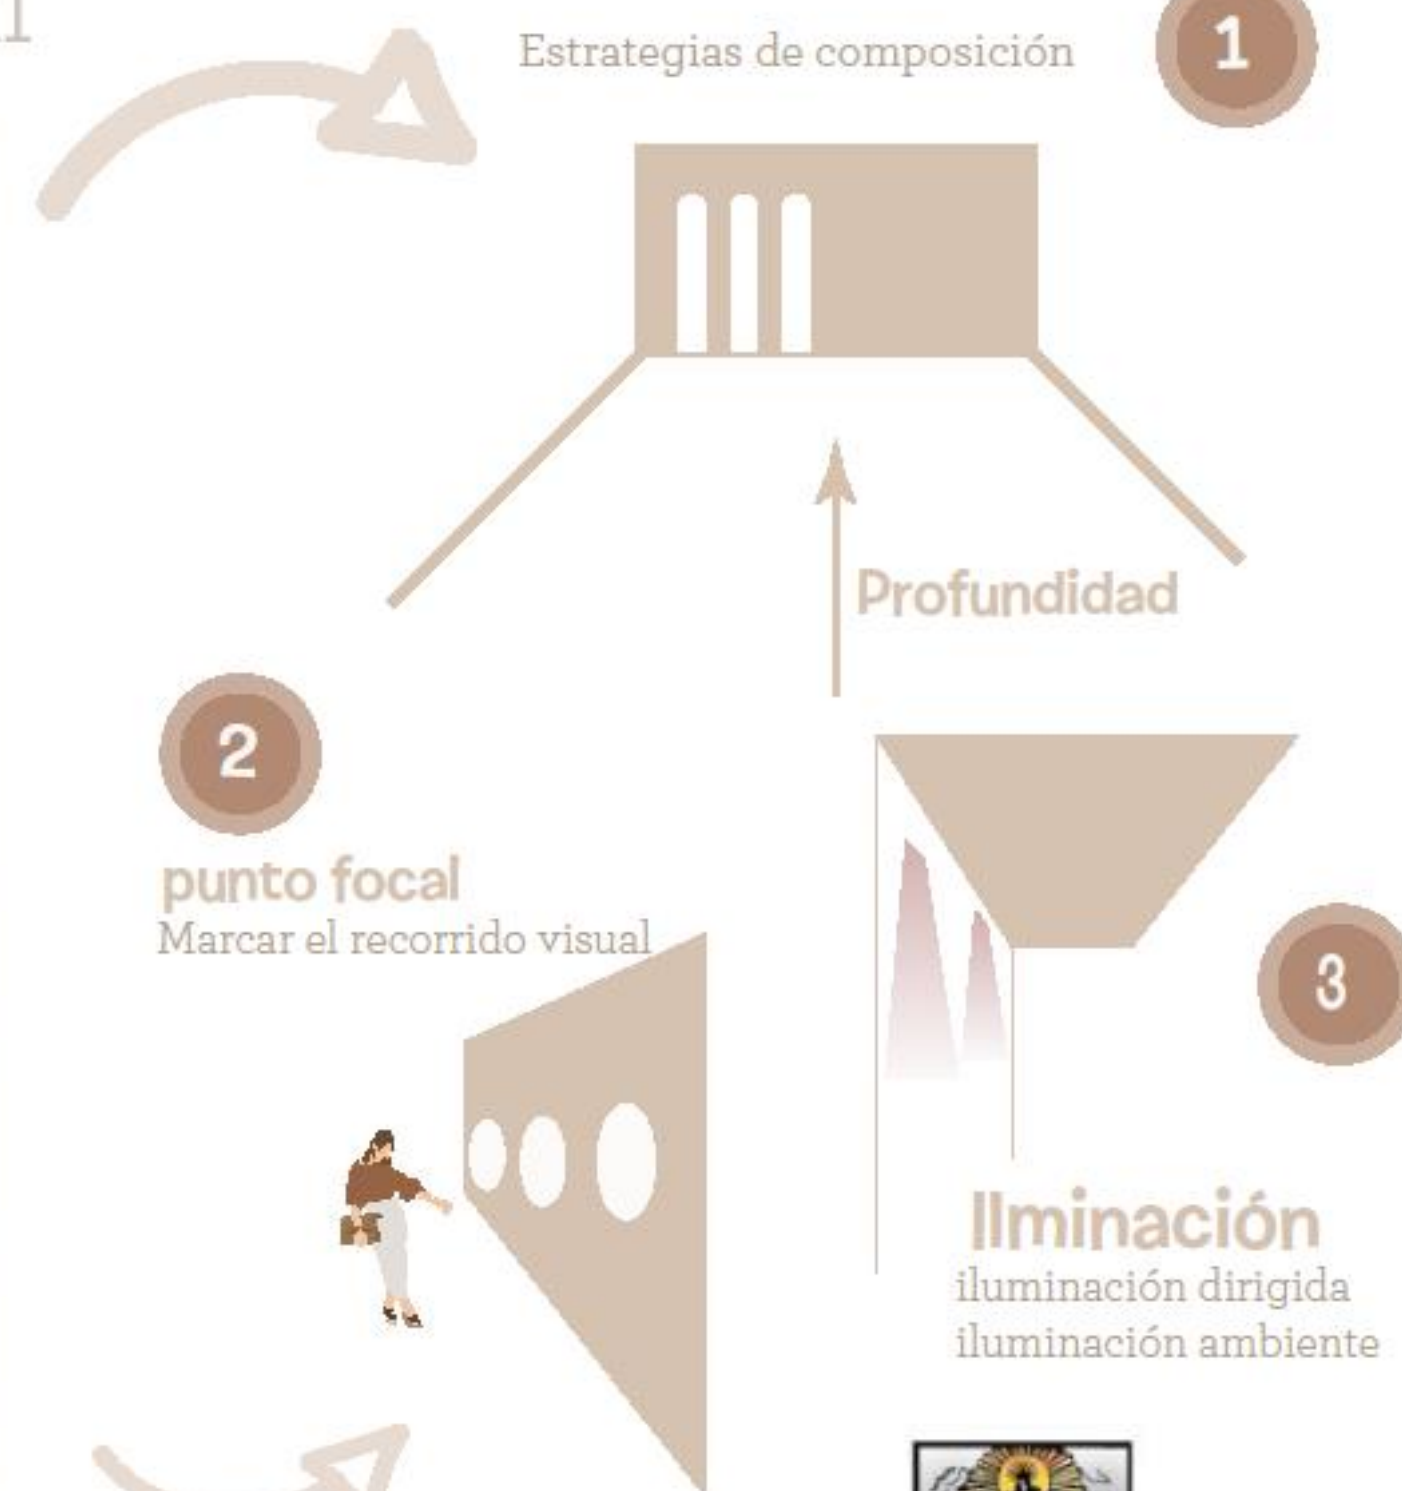 Estrategias de composición
1
Profundidad
2
punto focal
Marcar el recorrido visual
3
Ilminación
iluminación dirigida
iluminación ambiente